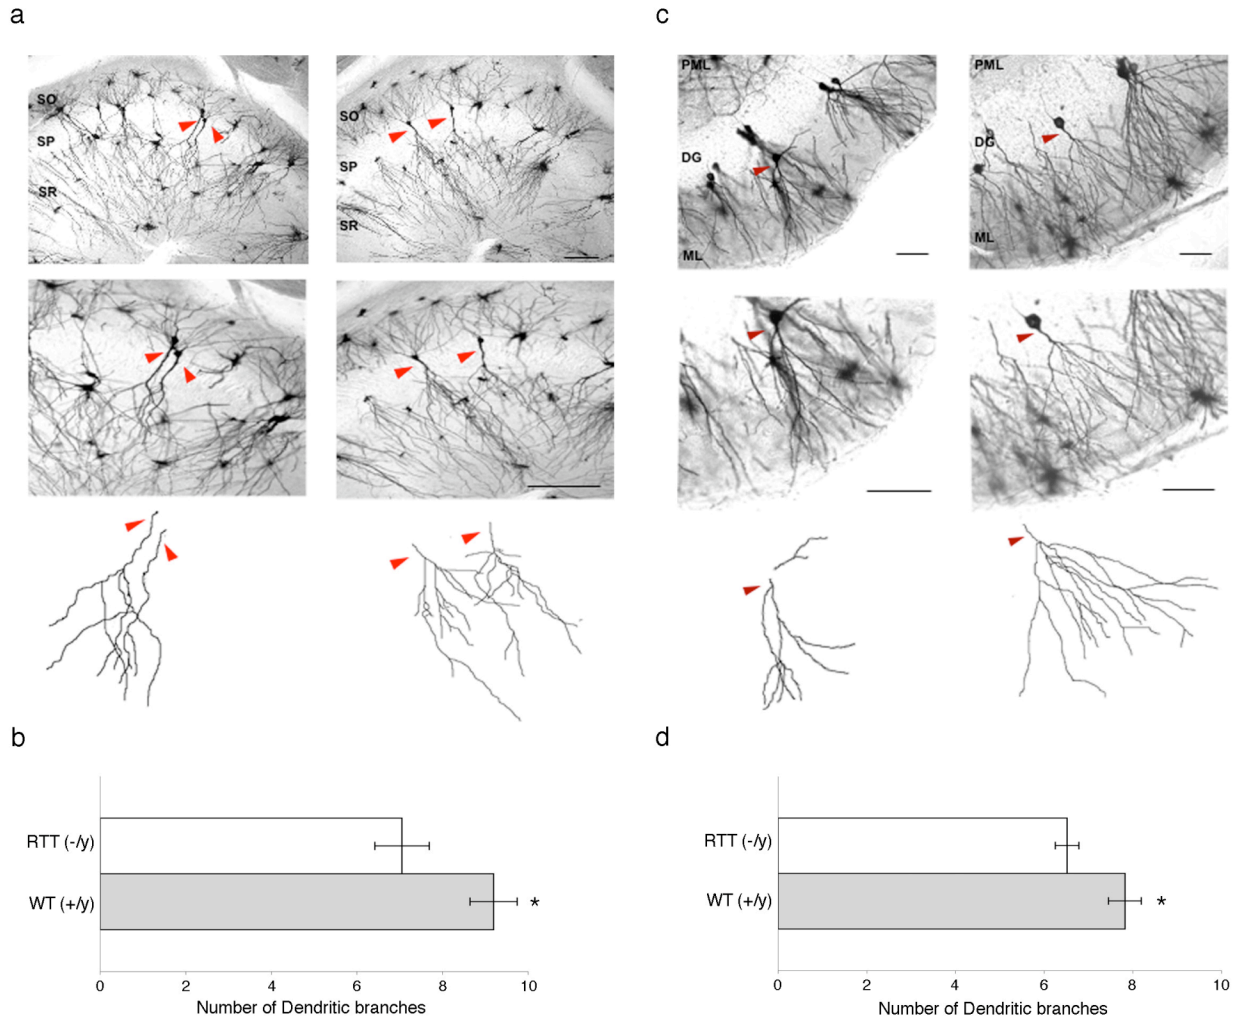 a
SO
SP
SR
SO
SP
SR
c
PML
DG
ML
PML
DG
ML
b
RTT (-/y)
WT (+/y)
*
0 2 4 6 8 10
Number of Dendritic branches
d
RTT (-/y)
WT (+/y)
*
0 2 4 6 8 10
Number of Dendritic branches